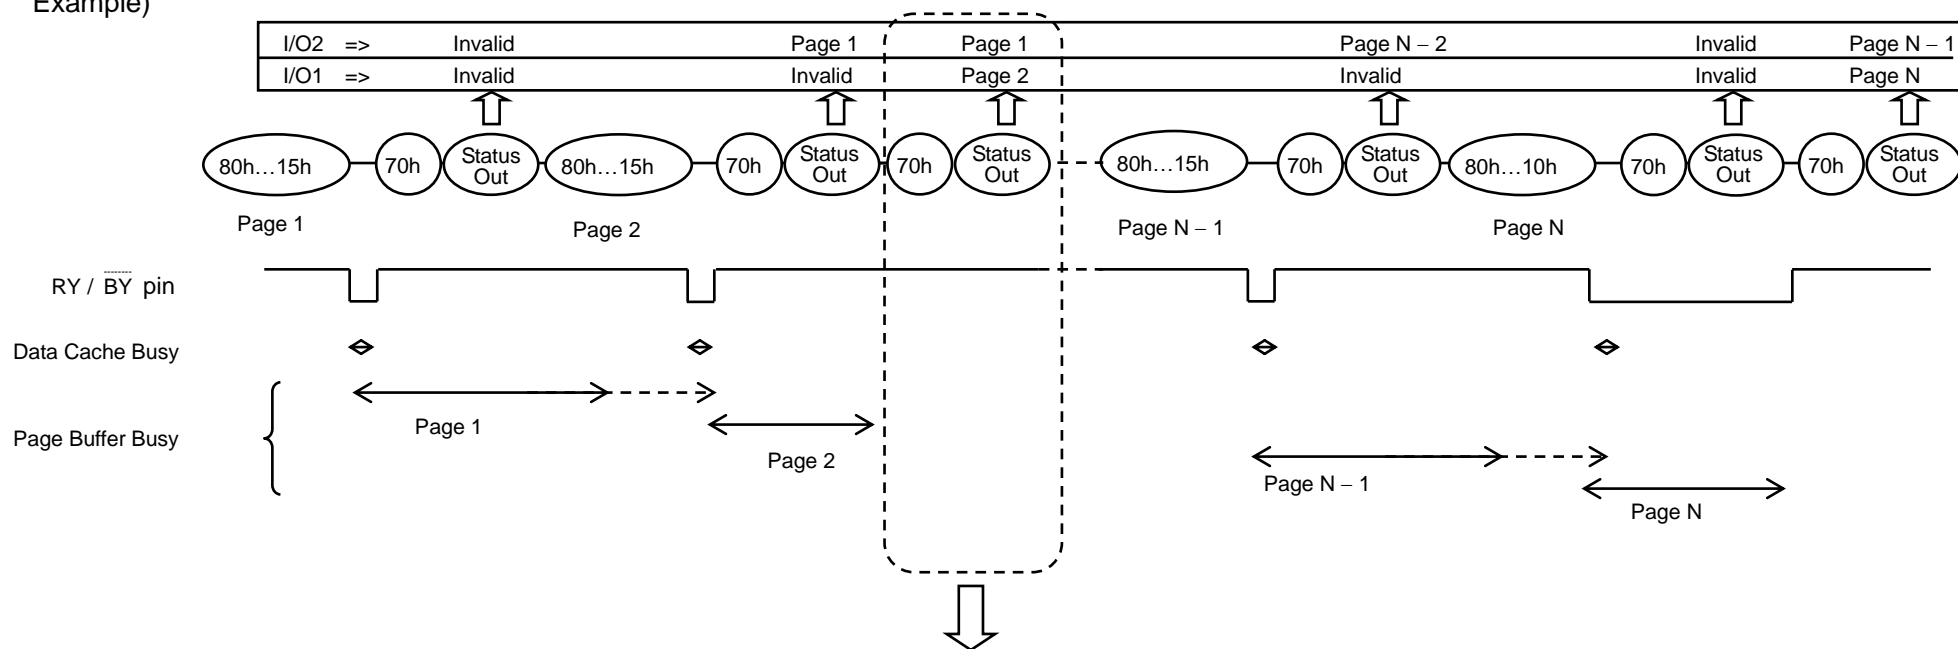 Example)
I/O2 => Invalid Page 1 Page 1 Page N − 2 Invalid Page N − 1
I/O1 => Invalid Invalid Page 2 Invalid Invalid Page N
80h…15h 70h Status Out 80h…15h 70h Status Out 70h Status Out 80h…15h 70h Status Out 80h…10h 70h Status Out 70h Status Out
Page 1 Page 2 Page N − 1 Page N
RY / BY pin
Data Cache Busy
Page 1
Page Buffer Busy
Page 2
Page N − 1
Page N